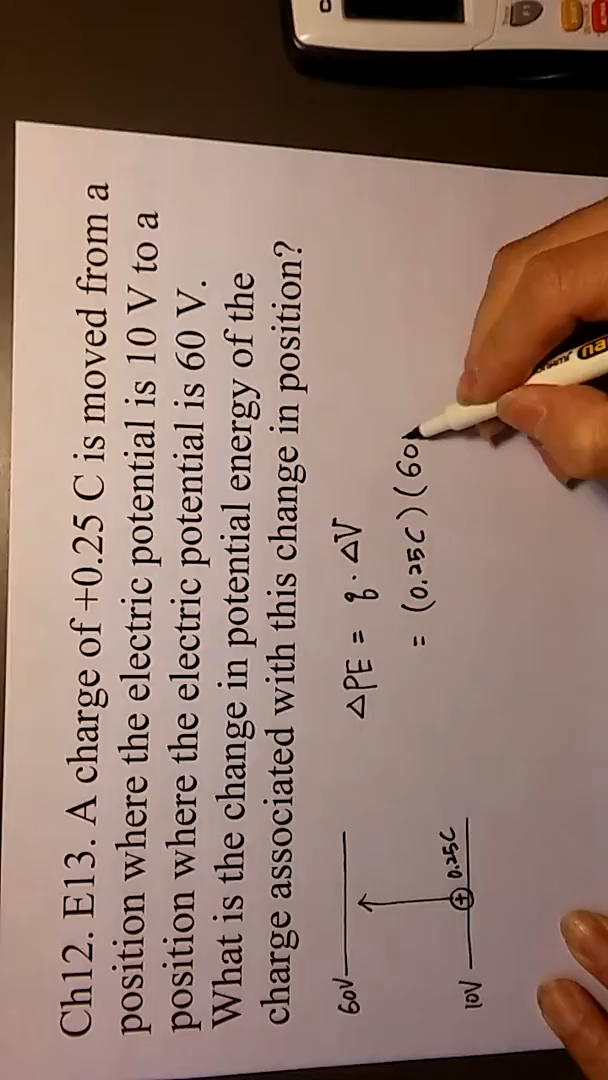 Ch12. E13. A charge of +0.25 C is moved from a
position where the electric potential is 10 V to a
position where the electric potential is 60 V.
What is the change in potential energy of the
charge associated with this change in position?
60V
+ 0.25C
10V
△PE = q · △V
= (0.25C) (60